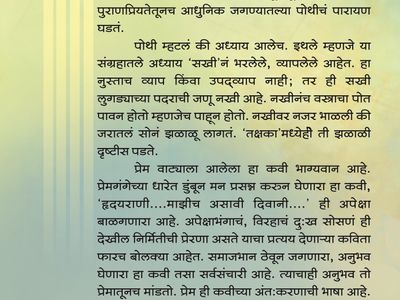 पुराणप्रियतेतूनच आधुनिक जगण्यातल्या पोथीचं पारायण
घडतं.
पोथी म्हटलं की अध्याय आलेच. इथले म्हणजे या
संग्रहातले अध्याय ‘सखी’नं भरलेले, व्यापलेले आहेत. हा
नुस्ताच व्याप किंवा उपद्व्याप नाही; तर ही सखी
लुगड्याच्या पदराची जणू नखी आहे. नखीनंच वस्त्राचा पोत
पावन होतो म्हणजेच पाहून होतो. नखीवर नजर भाळली की
जरातलं सोनं झळाळू लागतं. ‘तक्षका’मध्येही ती झळाळी
दृष्टीस पडते.
प्रेम वाट्याला आलेला हा कवी भाग्यवान आहे.
प्रेमगंगेच्या धारेत डुंबून मन प्रसन्न करुन घेणारा हा कवी,
‘हृदयराणी....माझीच असावी दिवानी....’ ही अपेक्षा
बाळगणारा आहे. अपेक्षाभंगाचं, विरहाचं दुःख सोसणं ही
देखील निर्मितीची प्रेरणा असते याचा प्रत्यय देणाऱ्या कविता
फारच बोलक्या आहेत. समाजभान ठेवून जगणारा, अनुभव
घेणारा हा कवी तसा सर्वसंचारी आहे. त्याचाही अनुभव तो
प्रेमातूनच मांडतो. प्रेम ही कवीच्या अंतःकरणाची भाषा आहे.